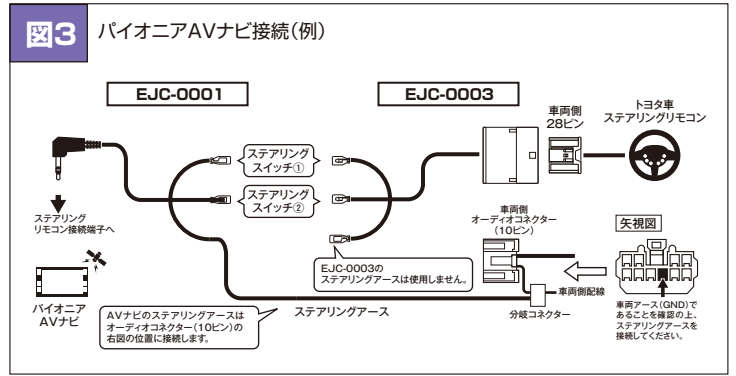 図3
パイオニアAVナビ接続(例)
EJC-0001
EJC-0003
車両側
28ピン
トヨタ車
ステアリングリモコン
ステアリング
スイッチ①
ステアリング
スイッチ②
ステアリング
リモコン接続端子へ
車両側
オーディオコネクター
(10ピン)
矢視図
EJC-0003の
ステアリングアースは使用しません。
パイオニア
AVナビ
AVナビのステアリングアースは
オーディオコネクター(10ピン)の
右図の位置に接続します。
ステアリングアース
車両側配線
分岐コネクター
車両アース(GND)で
あることを確認の上、
ステアリングアースを
接続してください。